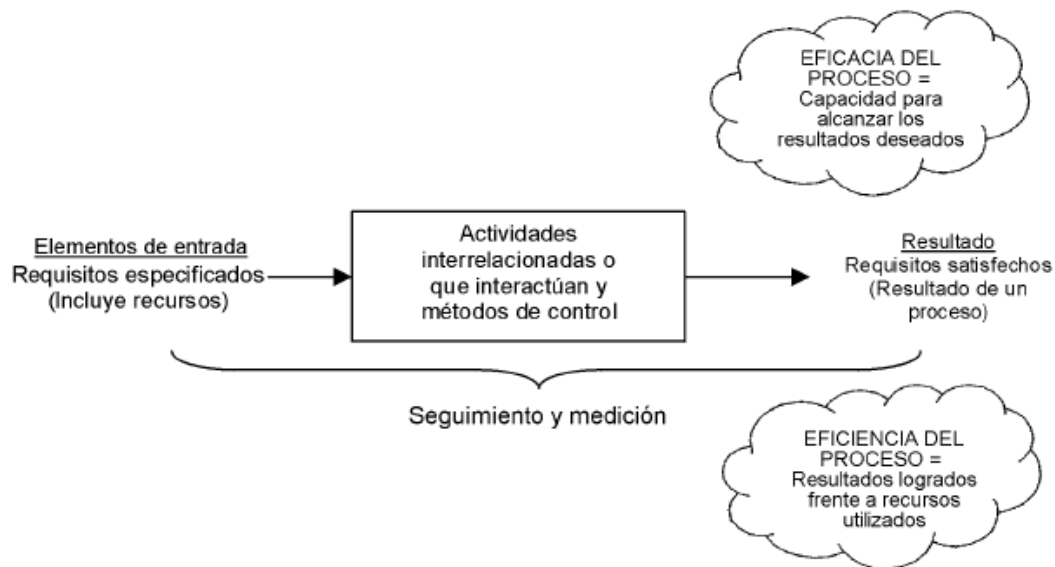 EFICACIA DEL
PROCESO =
Capacidad para
alcanzar los
resultados deseados
Elementos de entrada
Requisitos especificados
(Incluye recursos)
Actividades
interrelacionadas o
que interactúan y
métodos de control
Resultado
Requisitos satisfechos
(Resultado de un
proceso)
Seguimiento y medición
EFICIENCIA DEL
PROCESO =
Resultados logrados
frente a recursos
utilizados